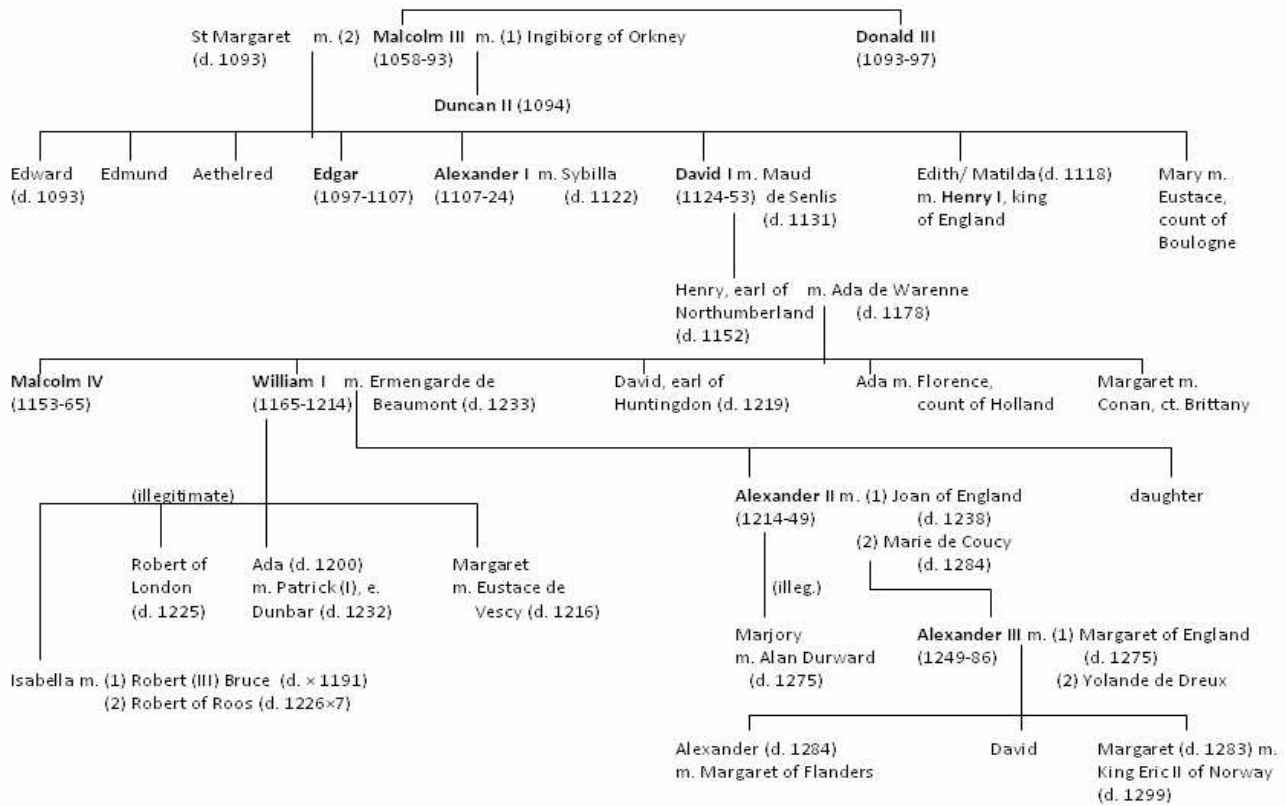 St Margaret m. (2) Malcolm III m. (1) Ingibiorg of Orkney Donald III
(d. 1093) (1058-93) (1093-97)
Duncan II (1094)
Edward Edmund Aethelred Edgar Alexander I m. Sybilla David I m. Maud Edith/ Matilda (d. 1118) Mary m.
(d. 1093) (1097-1107) (1107-24) (d. 1122) (1124-53) de Senlis m. Henry I, king Eustace,
(d. 1131) of England count of
Boulogne
Henry, earl of m. Ada de Warenne
Northumberland (d. 1178)
(d. 1152)
Malcolm IV William I m. Ermengarde de David, earl of Ada m. Florence, Margaret m.
(1153-65) (1165-1214) Beaumont (d. 1233) Huntingdon (d. 1219) count of Holland Conan, ct. Brittany
(illegitimate) Alexander II m. (1) Joan of England daughter
(1214-49) (d. 1238)
(2) Marie de Coucy
(d. 1284)
Robert of Ada (d. 1200) Margaret
London m. Patrick (I), e. m. Eustace de
(d. 1225) Dunbar (d. 1232) Vescy (d. 1216)
(illeg.)
Marjory Alexander III m. (1) Margaret of England
m. Alan Durward (1249-86) (d. 1275)
(d. 1275) (2) Yolande de Dreux
Isabella m. (1) Robert (III) Bruce (d. × 1191)
(2) Robert of Roos (d. 1226×7)
Alexander (d. 1284) David Margaret (d. 1283) m.
m. Margaret of Flanders King Eric II of Norway
(d. 1299)